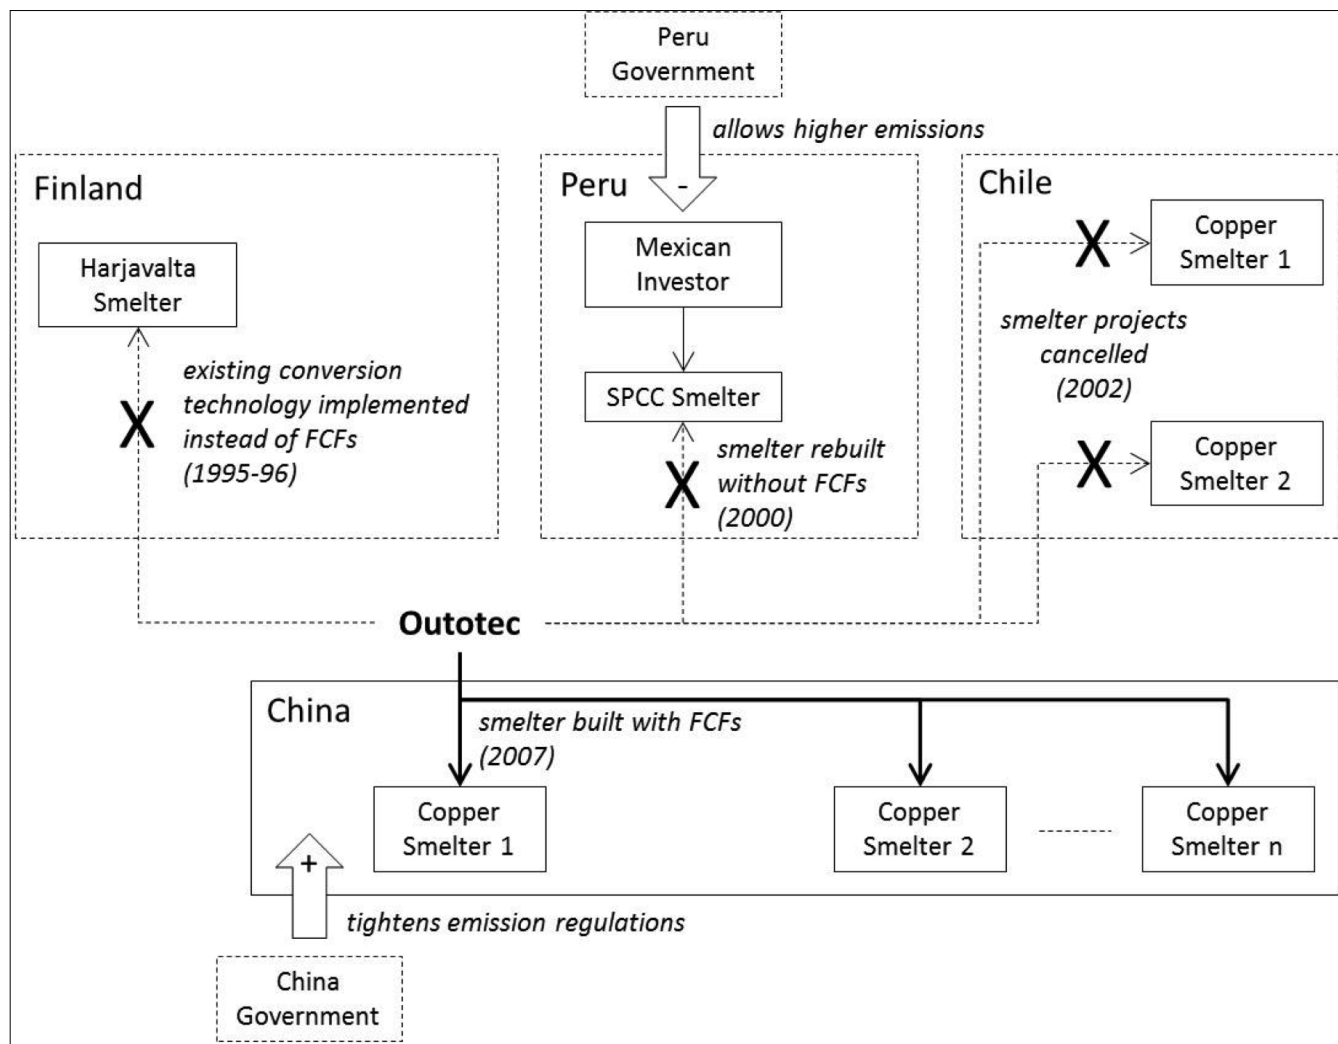 Peru
Government
allows higher emissions
Finland
Harjavalta
Smelter
existing conversion
technology implemented
instead of FCFs
(1995-96)
X
Peru
-
Mexican
Investor
SPCC Smelter
X
smelter rebuilt
without FCFs
(2000)
Chile
X
Copper
Smelter 1
smelter projects
cancelled
(2002)
X
Copper
Smelter 2
Outotec
China
smelter built with FCFs
(2007)
Copper
Smelter 1
Copper
Smelter 2
Copper
Smelter n
+
tightens emission regulations
China
Government